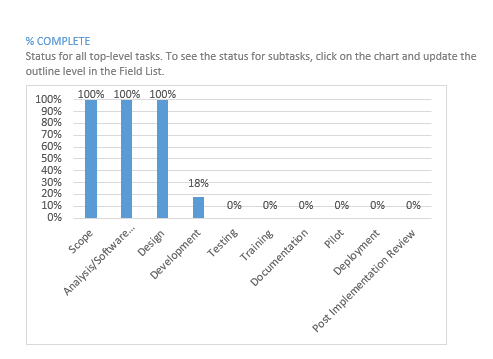 % COMPLETE
Status for all top-level tasks. To see the status for subtasks, click on the chart and update the
outline level in the Field List.
100% 100% 100%
100%
90%
80%
70%
60%
50%
40%
30%
20%
10%
0%
18%
0% 0% 0% 0% 0% 0%
Scope
Analysis/Software...
Design
Development
Testing
Training
Documentation
Pilot
Deployment
Post Implementation Review